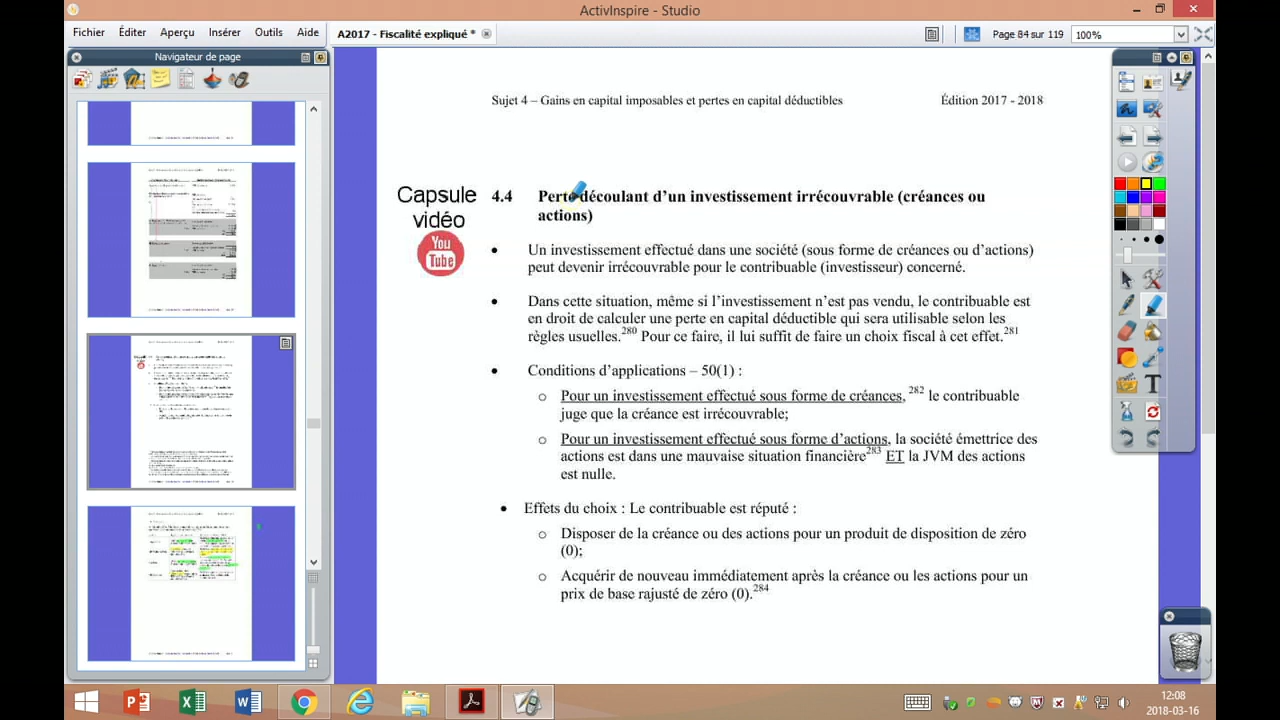 ActivInspire - Studio
Fichier Éditer Aperçu Insérer Outils Aide
A2017 - Fiscalité expliqué *
Page 84 sur 119
100%
Navigateur de page
Sujet 4 – Gains en capital imposables et pertes en capital déductibles Édition 2017 - 2018
Capsule vidéo
You Tube
4.4 Perte découlant d’un investissement irrécouvrable (créances ou
actions)
• Un investissement effectué dans une société (sous forme de créances ou d’actions)
peut devenir irrécouvrable pour le contribuable (investisseur) concerné.
• Dans cette situation, même si l’investissement n’est pas vendu, le contribuable est
en droit de calculer une perte en capital déductible qui sera utilisable selon les
règles usuelles.280 Pour ce faire, il lui suffit de faire un choix fiscal à cet effet.281
• Conditions d’applications – 50(1) :
o Pour un investissement effectué sous forme de créances, 282 le contribuable
juge que la créance est irrécouvrable;
o Pour un investissement effectué sous forme d’actions, la société émettrice des
actions est dans une mauvaise situation financière283 ET la JVM des actions
est nulle.
• Effets du choix : Le contribuable est réputé :
o Disposer de la créance ou des actions pour un produit de disposition de zéro
(0);
o Acquérir de nouveau immédiatement après la créance ou les actions pour un
prix de base rajusté de zéro (0).284
12:08
2018-03-16